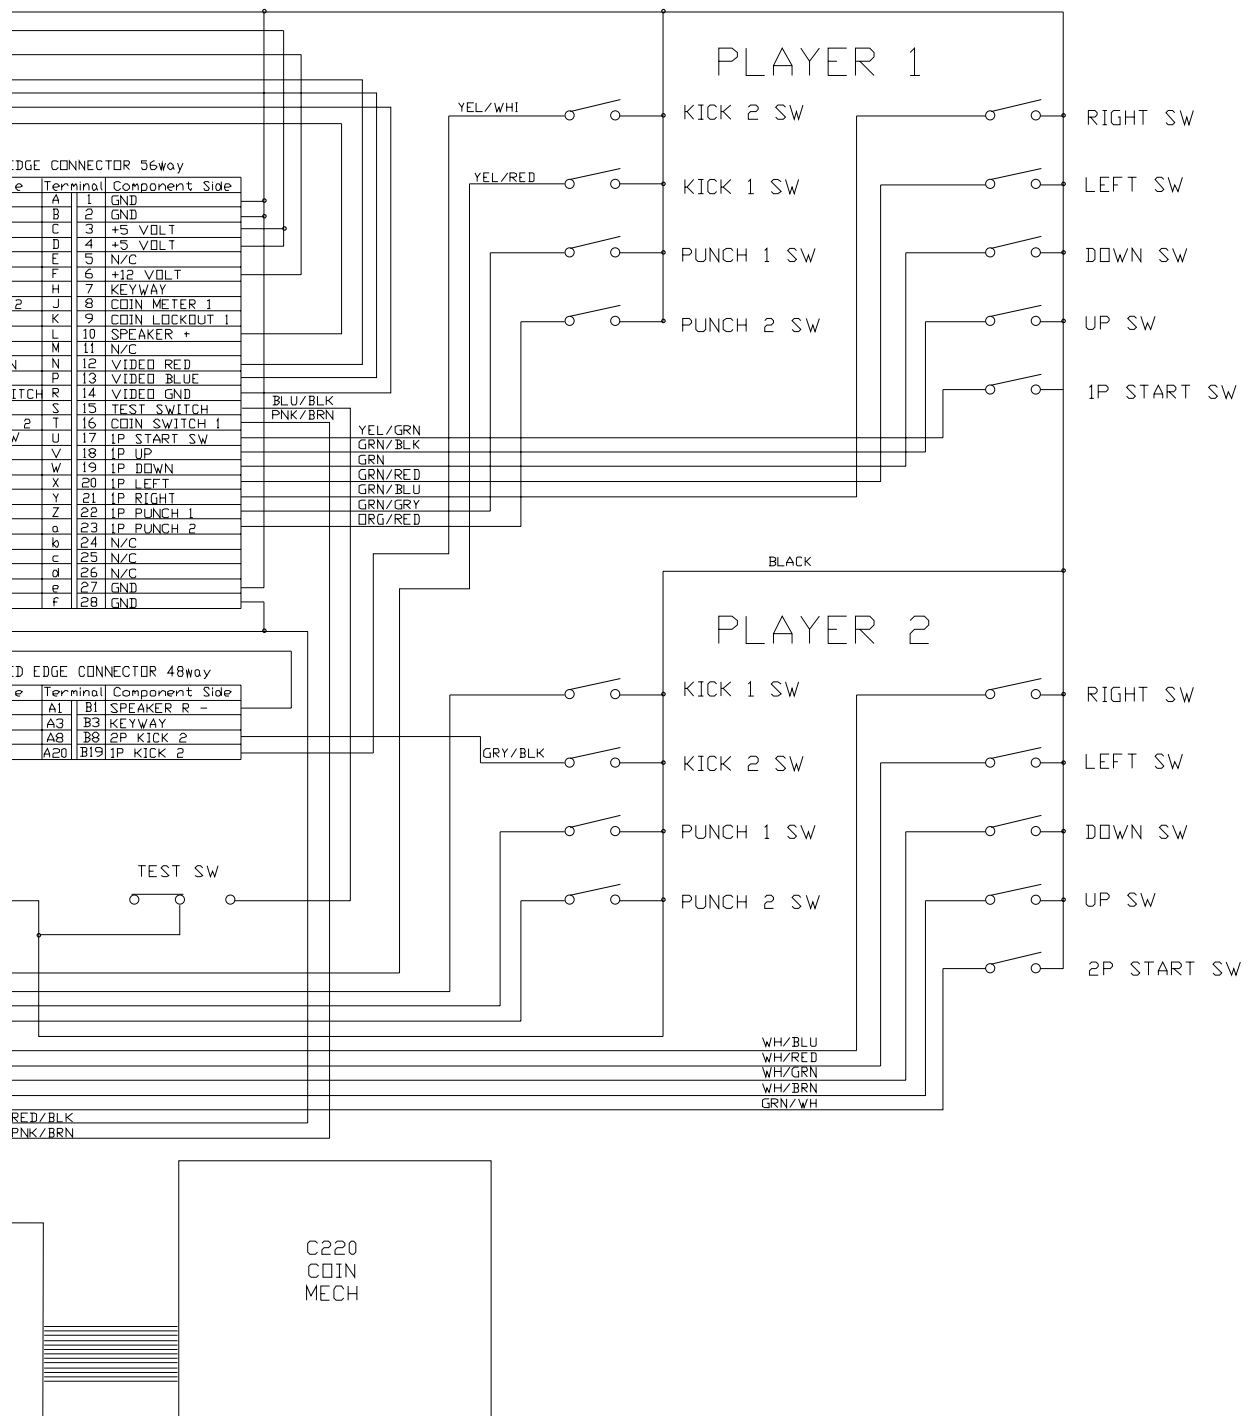 PLAYER 1
YEL/WHI
KICK 2 SW
RIGHT SW
YEL/RED
KICK 1 SW
LEFT SW
PUNCH 1 SW
DOWN SW
PUNCH 2 SW
UP SW
1P START SW
EDGE CONNECTOR 56way
e Terminal Component Side
A 1 GND
B 2 GND
C 3 +5 VOLT
D 4 +5 VOLT
E 5 N/C
F 6 +12 VOLT
H 7 KEYWAY
2 J 8 COIN METER 1
K 9 COIN LOCKOUT 1
L 10 SPEAKER +
M 11 N/C
N N 12 VIDEO RED
P 13 VIDEO BLUE
ITCH R 14 VIDEO GND
S 15 TEST SWITCH BLU/BLK
2 T 16 COIN SWITCH 1 PNK/BRN
W U 17 1P START SW YEL/GRN
V 18 1P UP GRN/BLK
W 19 1P DOWN GRN
X 20 1P LEFT GRN/RED
Y 21 1P RIGHT GRN/BLU
Z 22 1P PUNCH 1 GRN/GRY
a 23 1P PUNCH 2 ORG/RED
b 24 N/C
c 25 N/C
d 26 N/C
e 27 GND
f 28 GND
BLACK
PLAYER 2
ED EDGE CONNECTOR 48way
e Terminal Component Side
A1 B1 SPEAKER R -
A3 B3 KEYWAY
A8 B8 2P KICK 2
A20 B19 1P KICK 2
KICK 1 SW
RIGHT SW
GRY/BLK
KICK 2 SW
LEFT SW
PUNCH 1 SW
DOWN SW
TEST SW
PUNCH 2 SW
UP SW
2P START SW
WH/BLU
WH/RED
WH/GRN
WH/BRN
GRN/WH
RED/BLK
PNK/BRN
C220
COIN
MECH